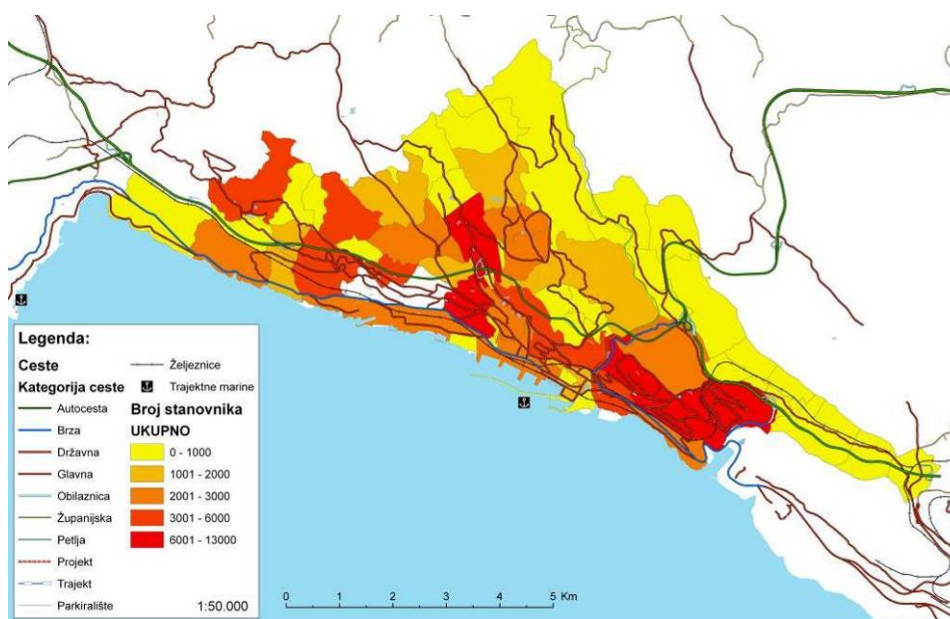 Legenda:
Ceste
Kategorija ceste
Autocesta
Brza
Državna
Glavna
Obilaznica
Županijska
Petlja
Projekt
Trajekt
Parkiralište
Željeznice
Trajektne marine
Broj stanovnika
UKUPNO
0 - 1000
1001 - 2000
2001 - 3000
3001 - 6000
6001 - 13000
1:50.000
0 1 2 3 4 5 Km